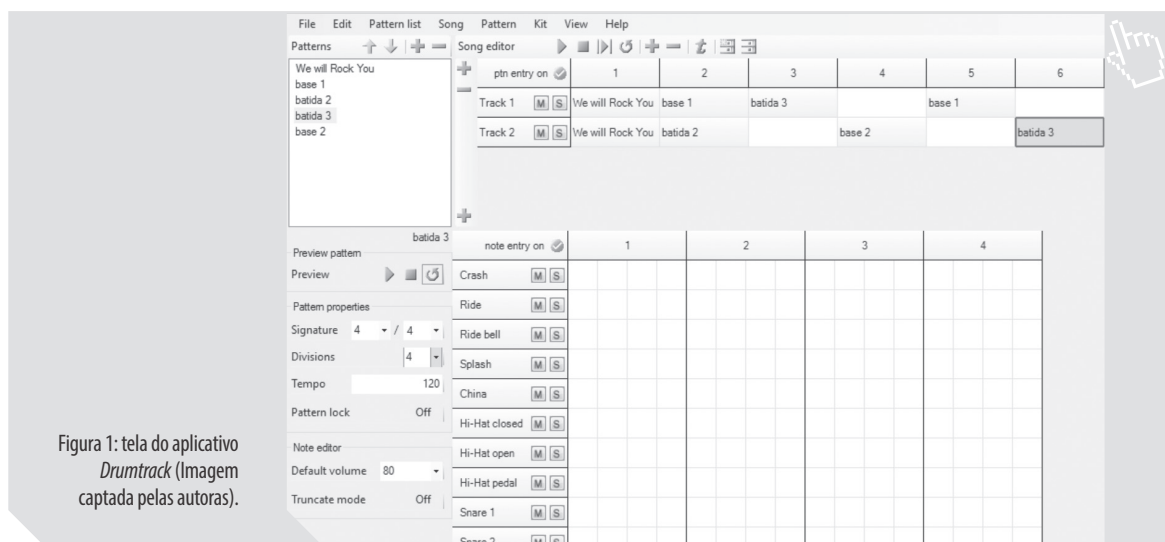 File Edit Pattern list Song Pattern Kit View Help
Patterns Song editor
We will Rock You
base 1
batida 2
batida 3
base 2
ptn entry on 1 2 3 4 5 6
Track 1 M S We will Rock You base 1 batida 3 base 1
Track 2 M S We will Rock You batida 2 base 2 batida 3
batida 3
Preview pattern
Preview
Pattern properties
Signature 4 / 4
Divisions 4
Tempo 120
Pattern lock Off
Note editor
Default volume 80
Truncate mode Off
note entry on 1 2 3 4
Crash M S
Ride M S
Ride bell M S
Splash M S
China M S
Hi-Hat closed M S
Hi-Hat open M S
Hi-Hat pedal M S
Snare 1 M S
Snare 2 M S
Figura 1: tela do aplicativo
Drumtrack (Imagem
captada pelas autoras).